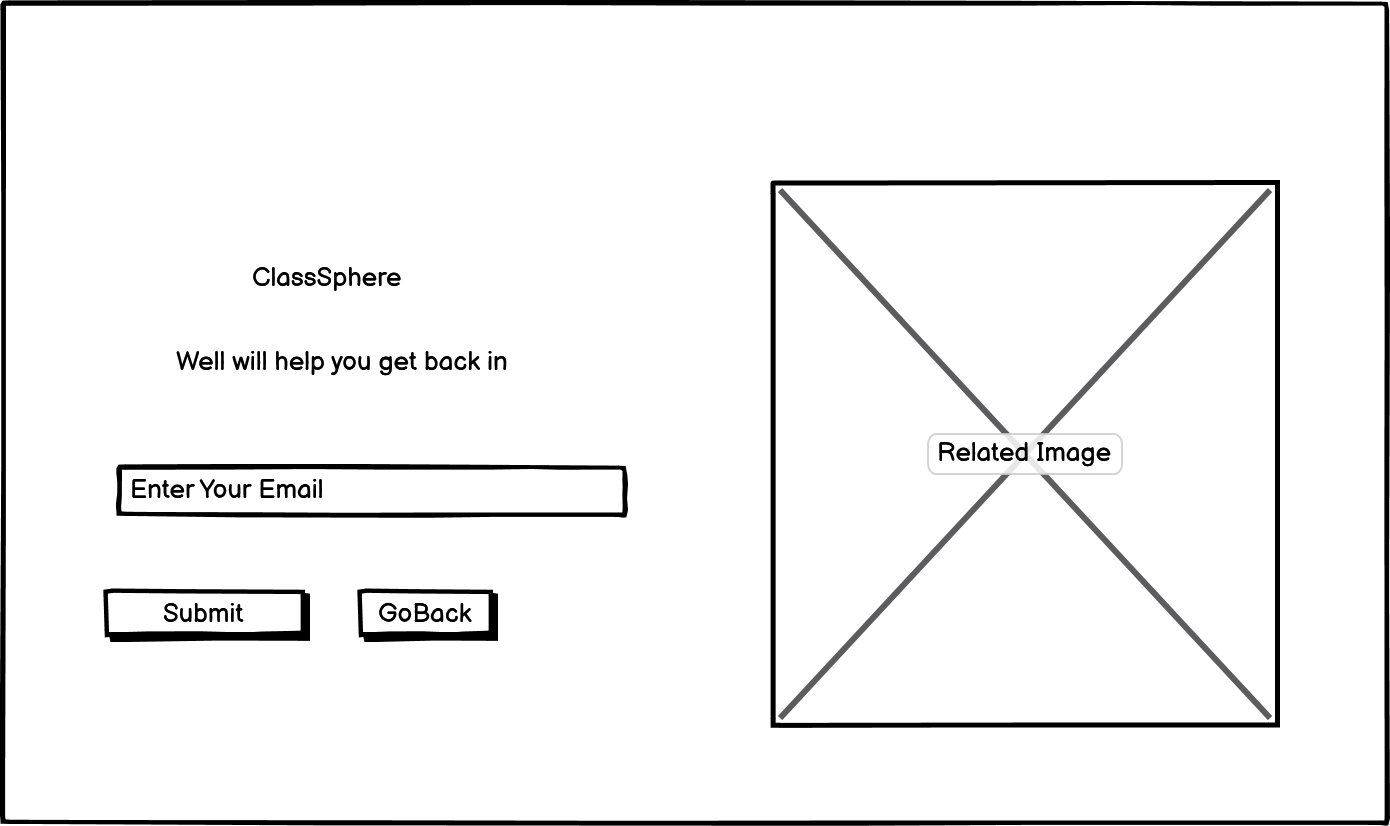 ClassSphere
Well will help you get back in
Enter Your Email
Submit
GoBack
Related Image